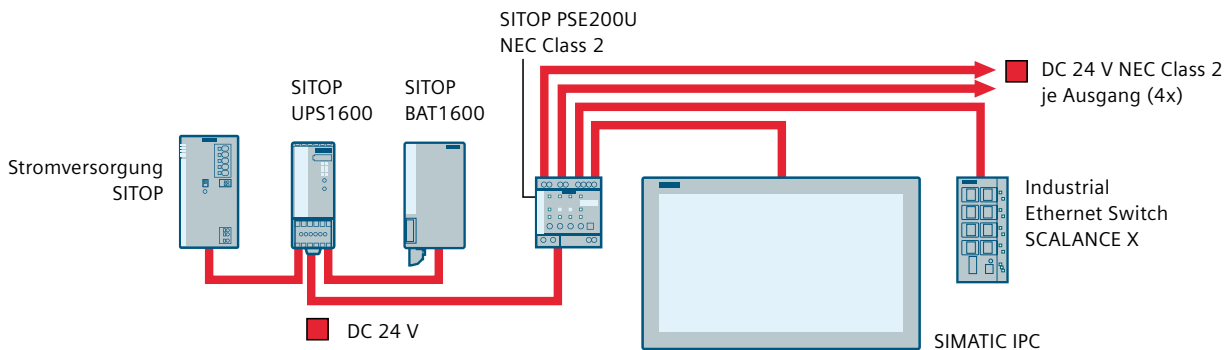 SITOP PSE200U
NEC Class 2
DC 24 V NEC Class 2
je Ausgang (4x)
SITOP
UPS1600
SITOP
BAT1600
Stromversorgung
SITOP
Industrial
Ethernet Switch
SCALANCE X
DC 24 V
SIMATIC IPC